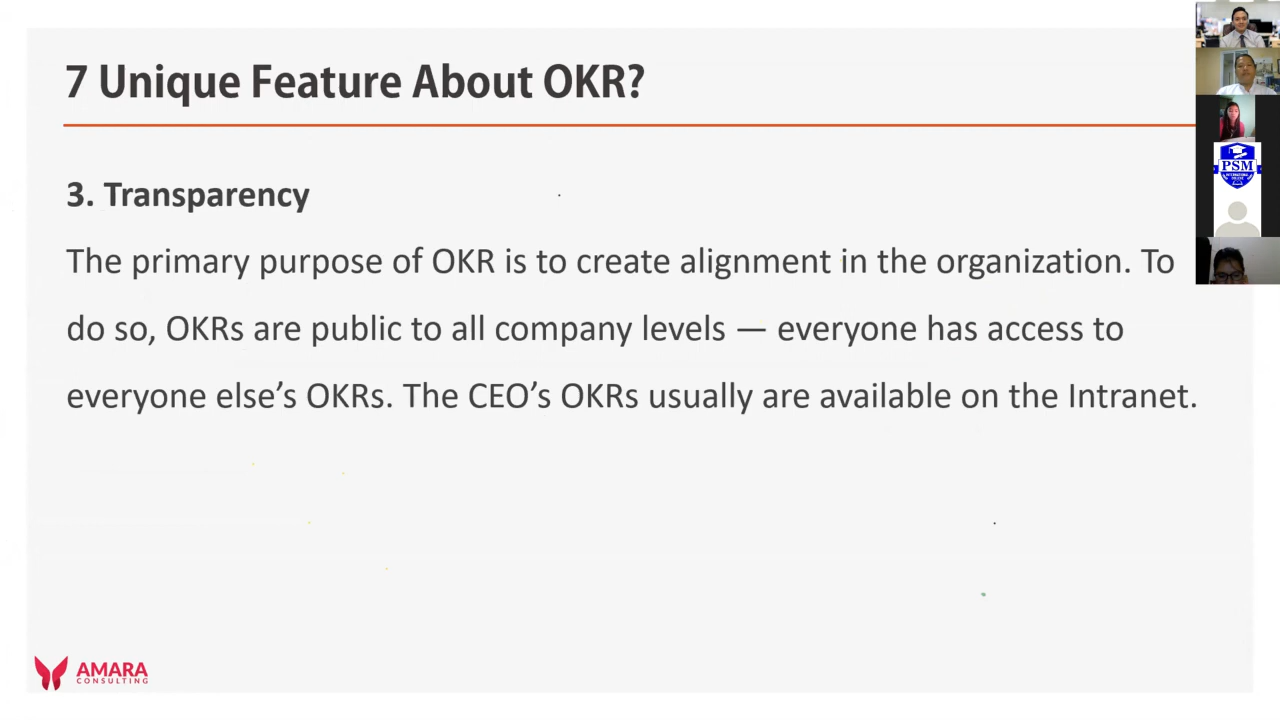 7 Unique Feature About OKR?
3. Transparency
The primary purpose of OKR is to create alignment in the organization. To
do so, OKRs are public to all company levels — everyone has access to
everyone else’s OKRs. The CEO’s OKRs usually are available on the Intranet.
PSM
AMARA
CONSULTING